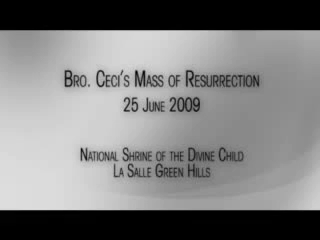 Bro. Ceci's Mass of Resurrection
25 June 2009
National Shrine of the Divine Child
La Salle Green Hills